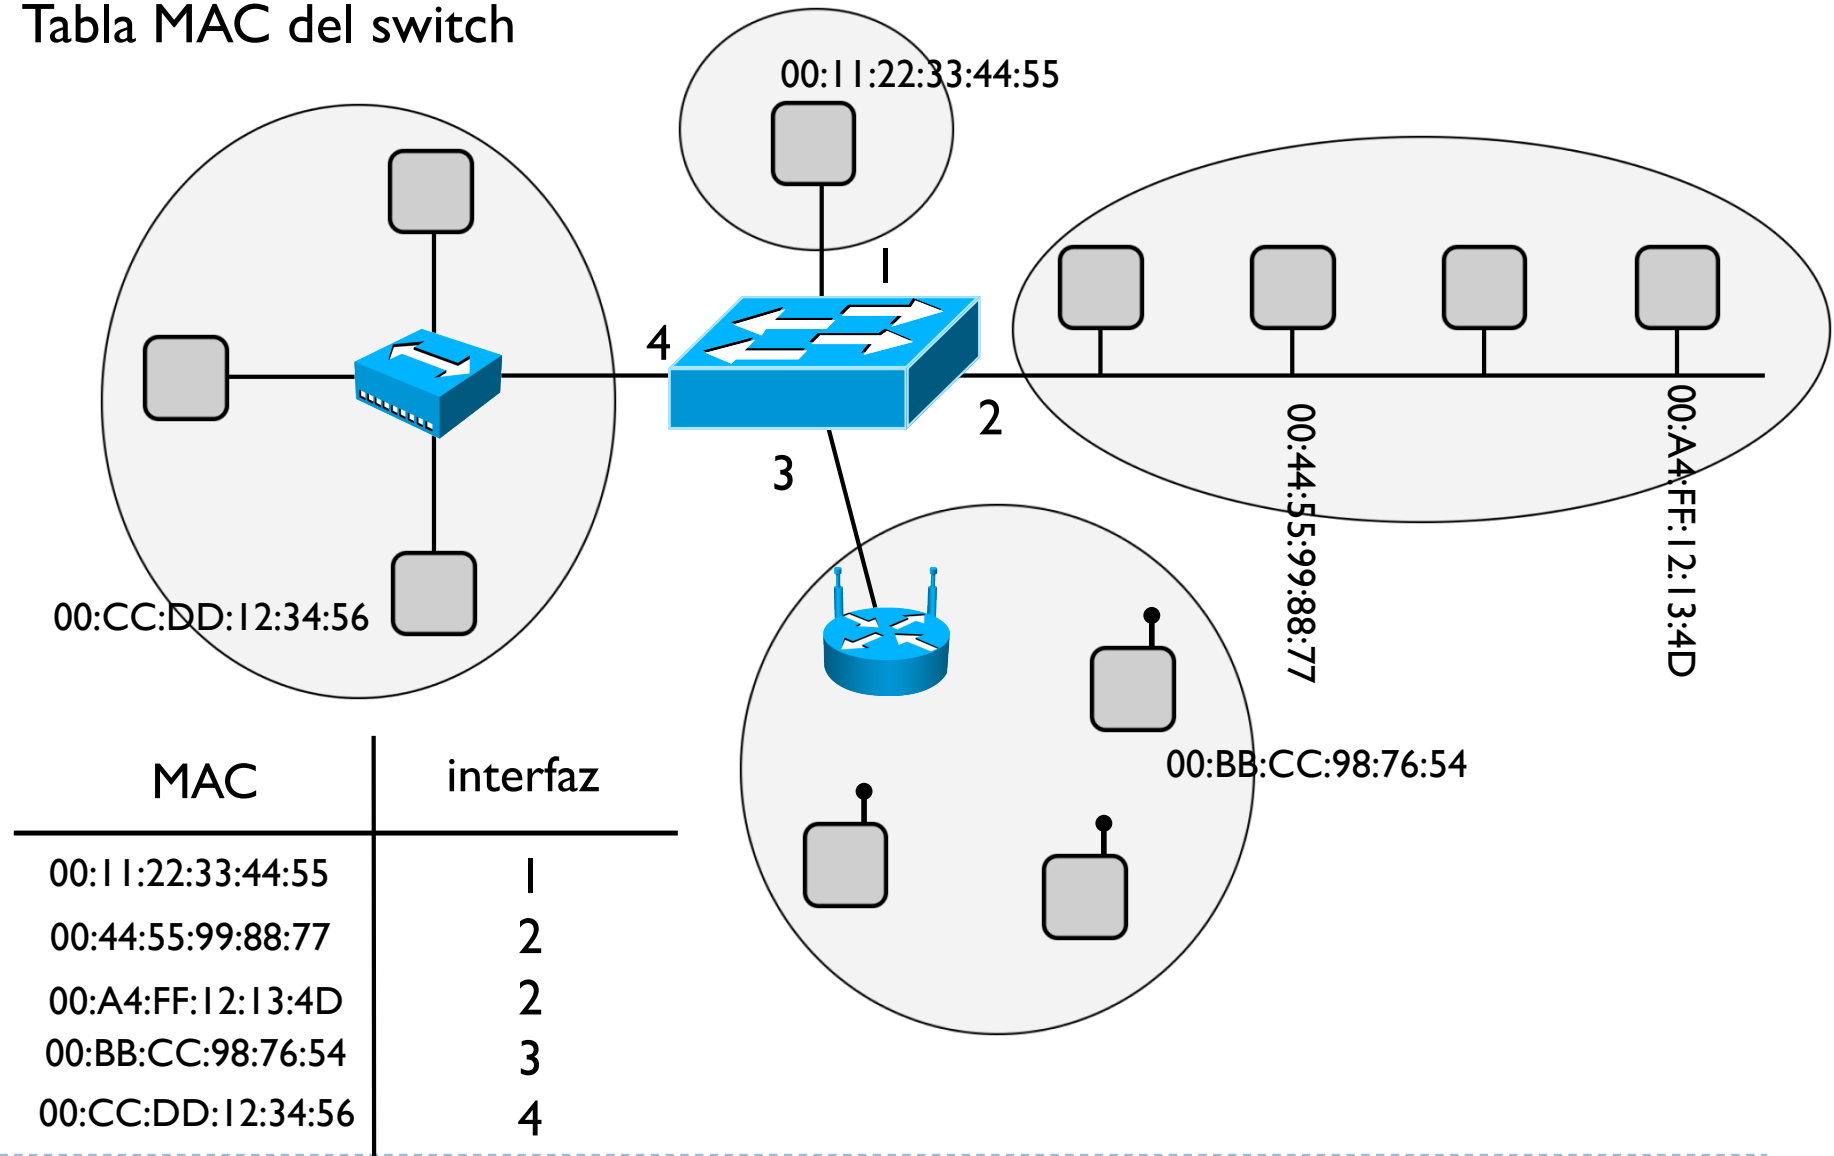 Tabla MAC del switch
00:11:22:33:44:55
1
4
2
3
00:44:55:99:88:77
00:A4:FF:12:13:4D
00:CC:DD:12:34:56
00:BB:CC:98:76:54
MAC interfaz
00:11:22:33:44:55 1
00:44:55:99:88:77 2
00:A4:FF:12:13:4D 2
00:BB:CC:98:76:54 3
00:CC:DD:12:34:56 4